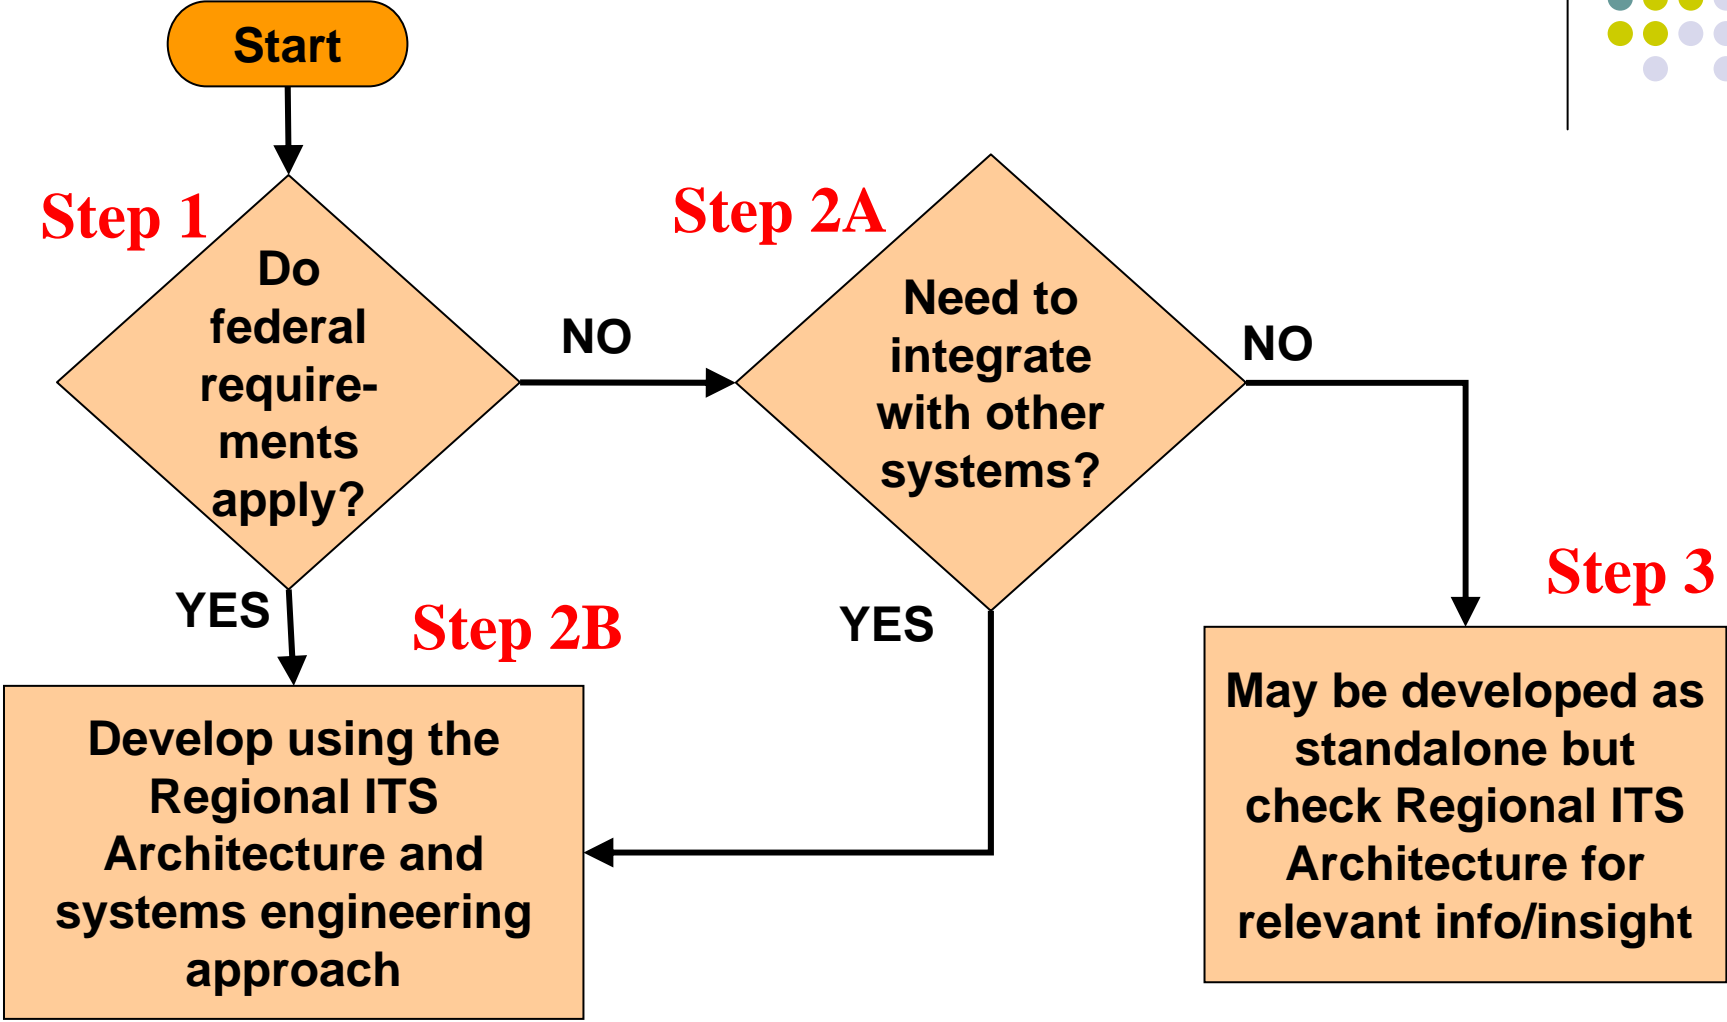 Start
Step 1
Do
federal
require-
ments
apply?
NO
YES
Step 2A
Need to
integrate
with other
systems?
NO
YES
Step 2B
Develop using the
Regional ITS
Architecture and
systems engineering
approach
Step 3
May be developed as
standalone but
check Regional ITS
Architecture for
relevant info/insight